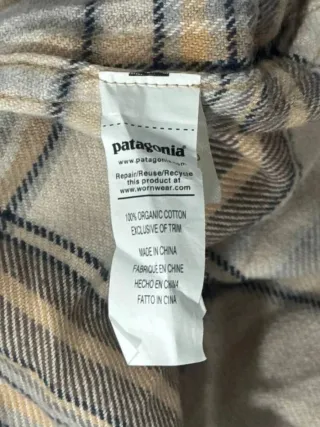 patagonia®
www.patagonia.com
Repair/Reuse/Recycle
this product at
www.wornwear.com
100% ORGANIC COTTON
EXCLUSIVE OF TRIM
MADE IN CHINA
FABRIQUÉ EN CHINE
HECHO EN CHINA
FATTO IN CINA